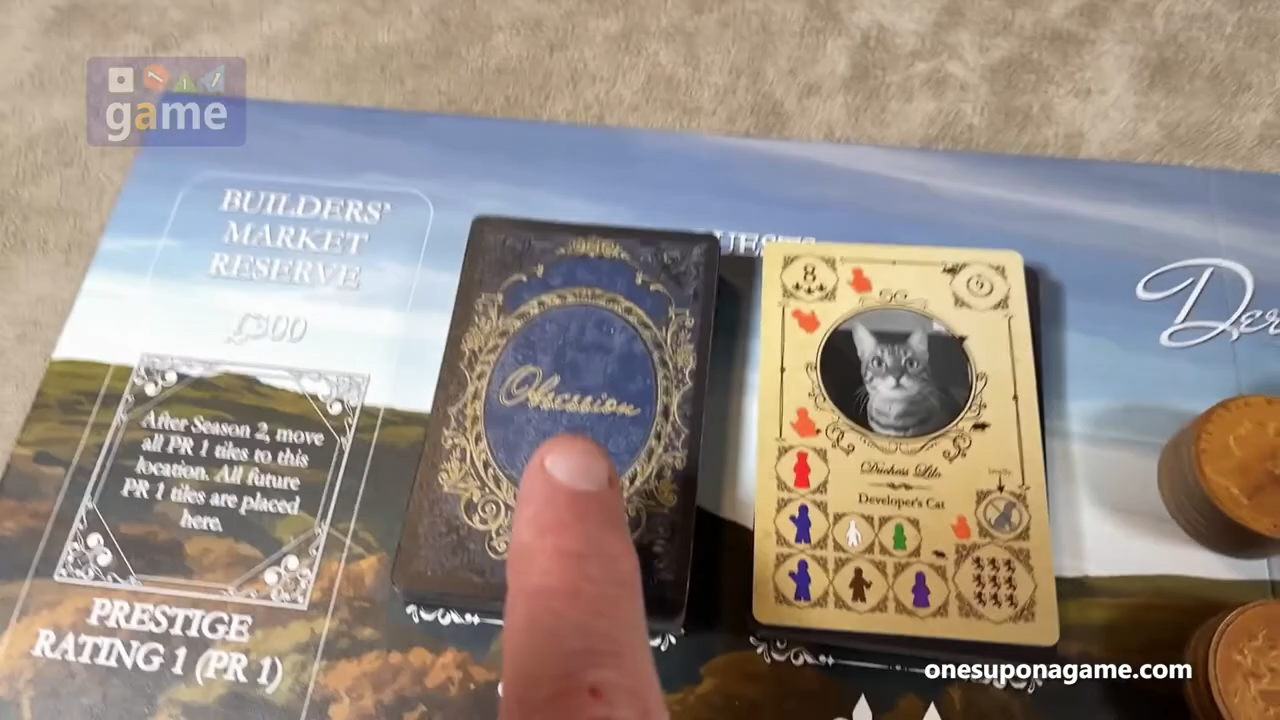 game
BUILDERS'
MARKET
RESERVE
£300
After Season 2, move
all PR 1 tiles to this
location. All future
PR 1 tiles are placed
here.
PRESTIGE
RATING 1 (PR 1)
Obsession
8
Duchess Lilo
Developer's Cat
Der
onesuponagame.com